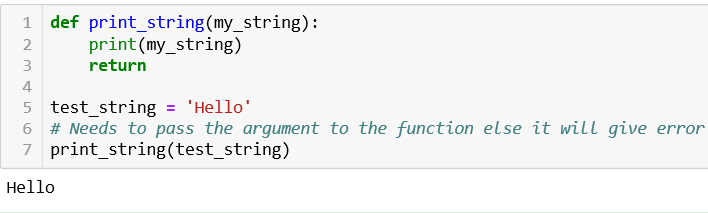 1 def print_string(my_string):
2     print(my_string)
3     return
4
5 test_string = 'Hello'
6 # Needs to pass the argument to the function else it will give error
7 print_string(test_string)
Hello